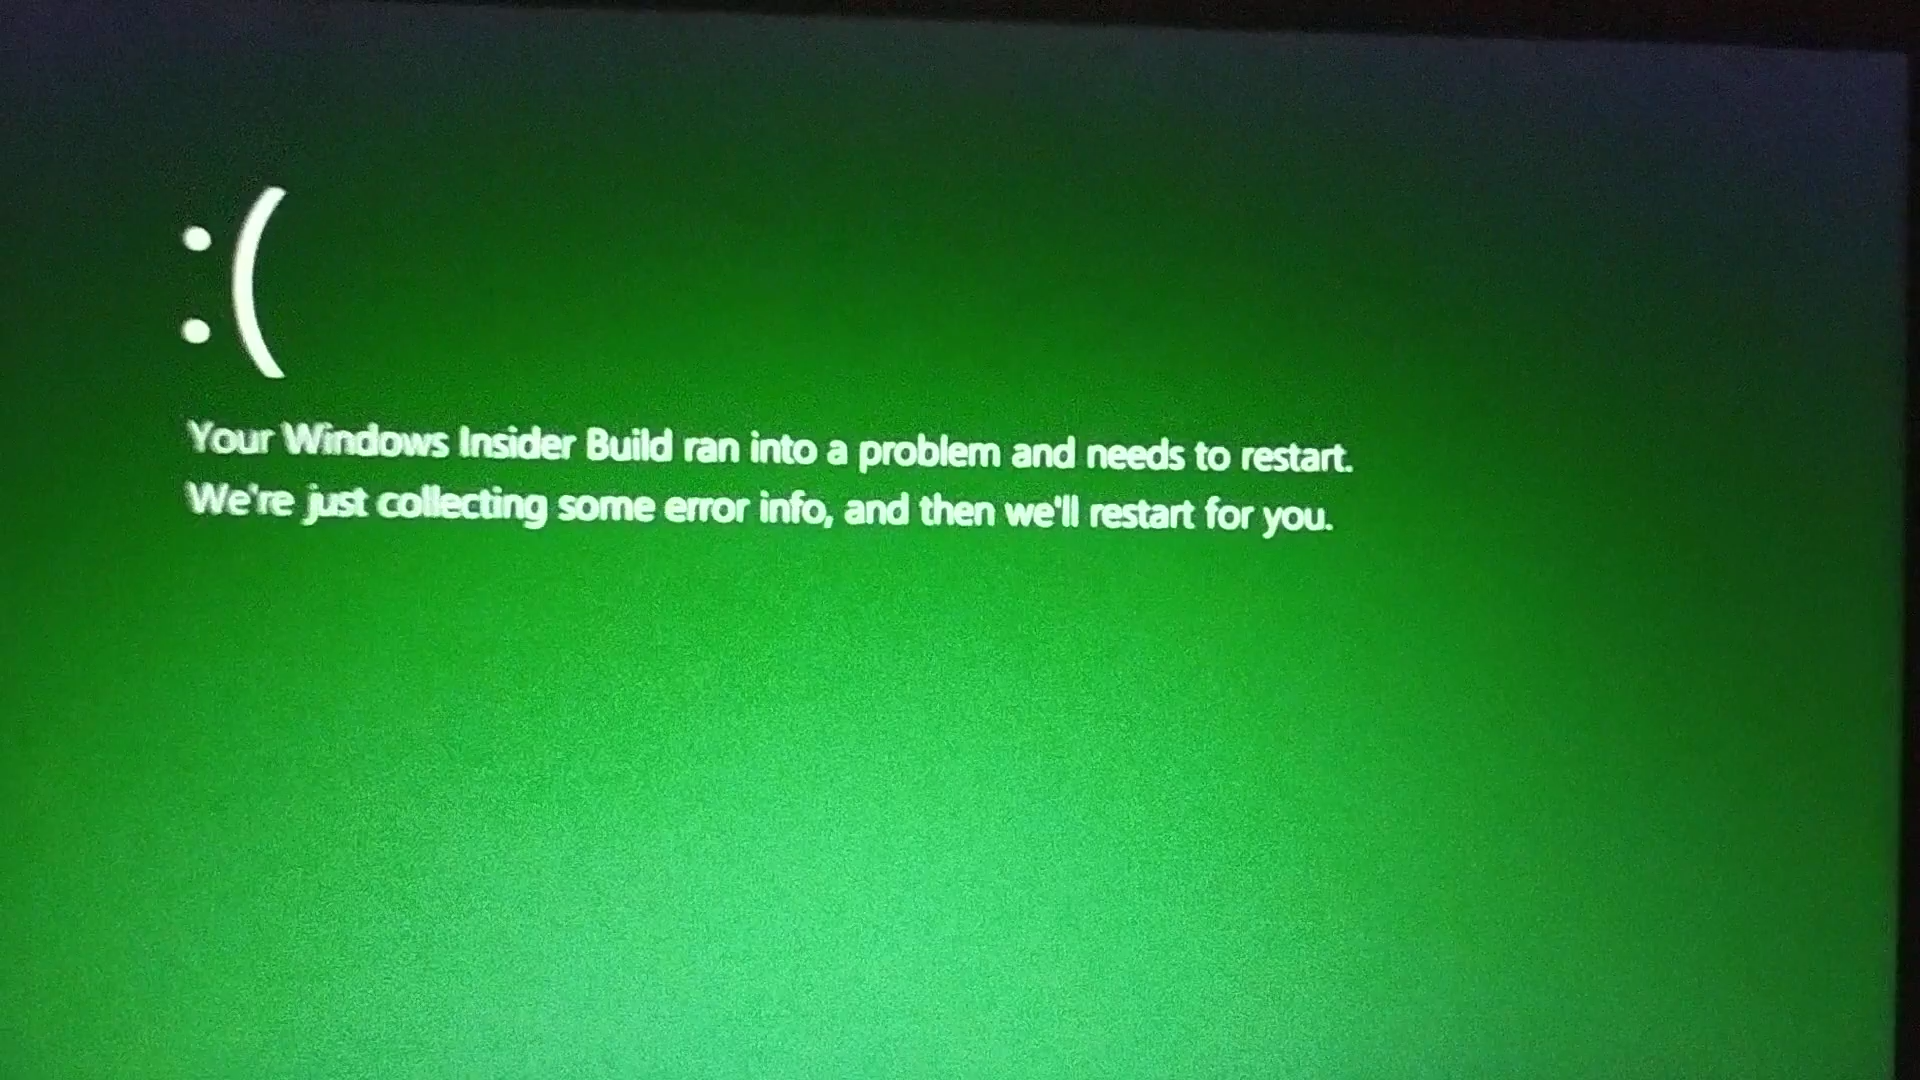 :(
Your Windows Insider Build ran into a problem and needs to restart.
We're just collecting some error info, and then we'll restart for you.